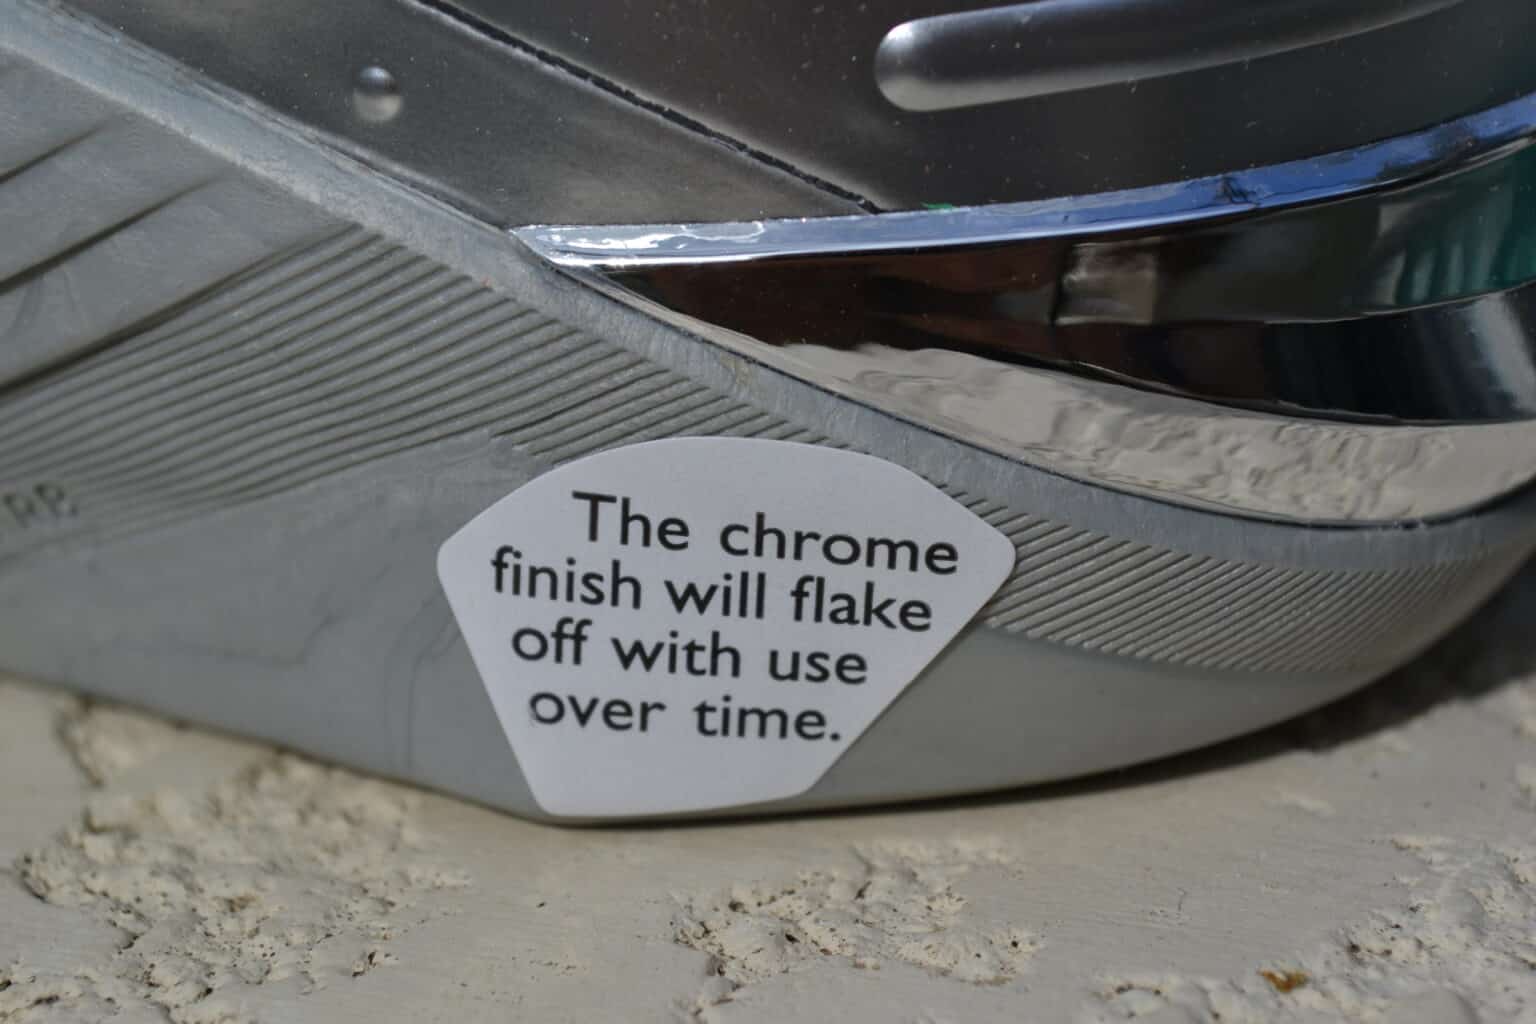 The chrome
finish will flake
off with use
over time.